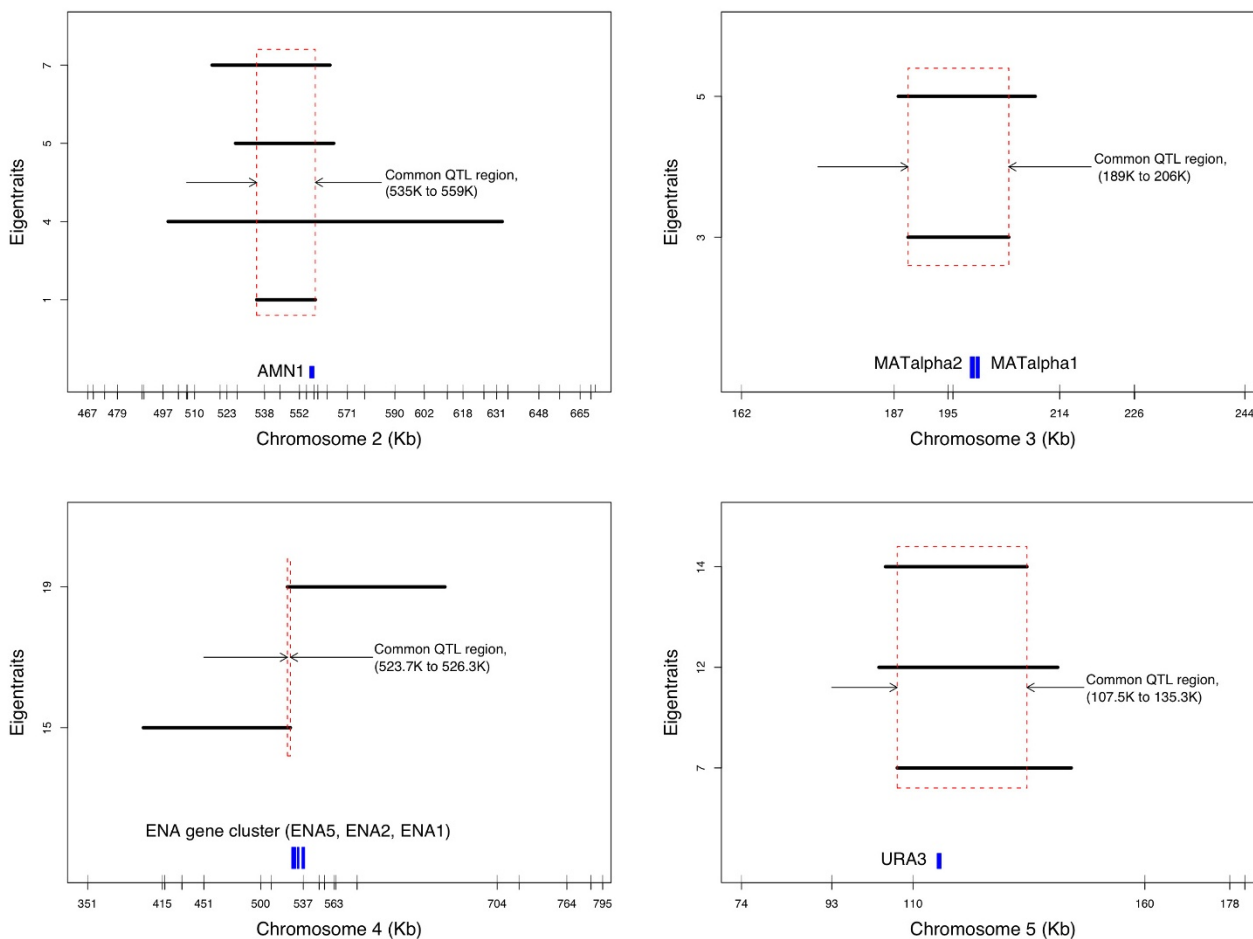 7
5
4
1
Eigentraits
Common QTL region,
(535K to 559K)
AMN1
467 479 497 510 523 538 552 571 590 602 618 631 648 665
Chromosome 2 (Kb)
5
3
Eigentraits
Common QTL region,
(189K to 206K)
MATalpha2 MATalpha1
162 187 195 214 226 244
Chromosome 3 (Kb)
19
15
Eigentraits
Common QTL region,
(523.7K to 526.3K)
ENA gene cluster (ENA5, ENA2, ENA1)
351 415 451 500 537 563 704 764 795
Chromosome 4 (Kb)
14
12
7
Eigentraits
Common QTL region,
(107.5K to 135.3K)
URA3
74 93 110 160 178
Chromosome 5 (Kb)